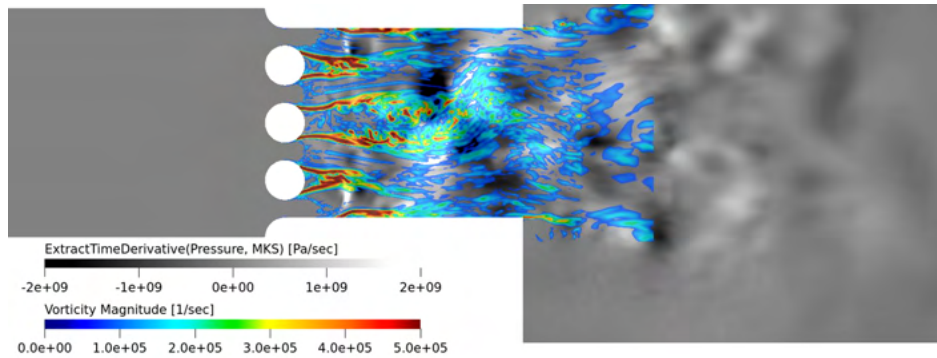 ExtractTimeDerivative(Pressure, MKS) [Pa/sec]
-2e+09 -1e+09 0e+00 1e+09 2e+09
Vorticity Magnitude [1/sec]
0.0e+00 1.0e+05 2.0e+05 3.0e+05 4.0e+05 5.0e+05